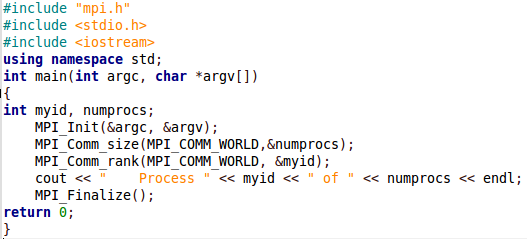 #include "mpi.h"
#include <stdio.h>
#include <iostream>
using namespace std;
int main(int argc, char *argv[])
{
int myid, numprocs;
    MPI_Init(&argc, &argv);
    MPI_Comm_size(MPI_COMM_WORLD,&numprocs);
    MPI_Comm_rank(MPI_COMM_WORLD, &myid);
    cout << "    Process " << myid << " of " << numprocs << endl;
    MPI_Finalize();
return 0;
}